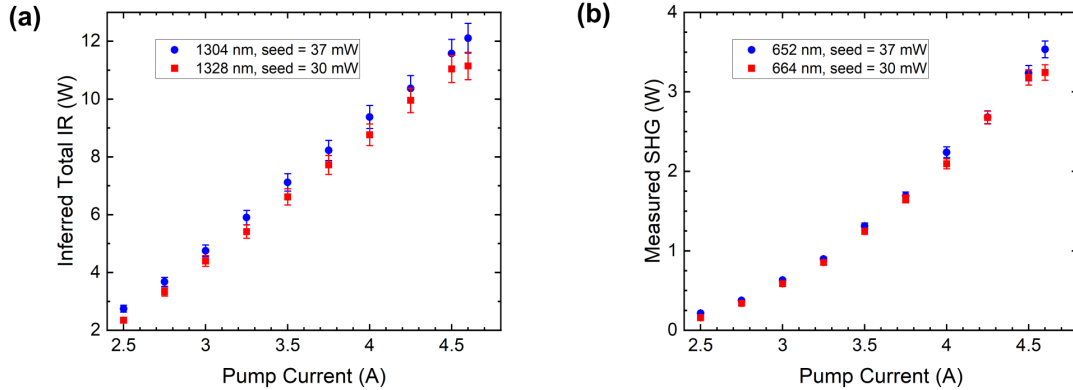 (a)
1304 nm, seed = 37 mW
1328 nm, seed = 30 mW
Inferred Total IR (W)
12
10
8
6
4
2
2.5 3 3.5 4 4.5
Pump Current (A)
(b)
652 nm, seed = 37 mW
664 nm, seed = 30 mW
Measured SHG (W)
4
3
2
1
0
2.5 3 3.5 4 4.5
Pump Current (A)